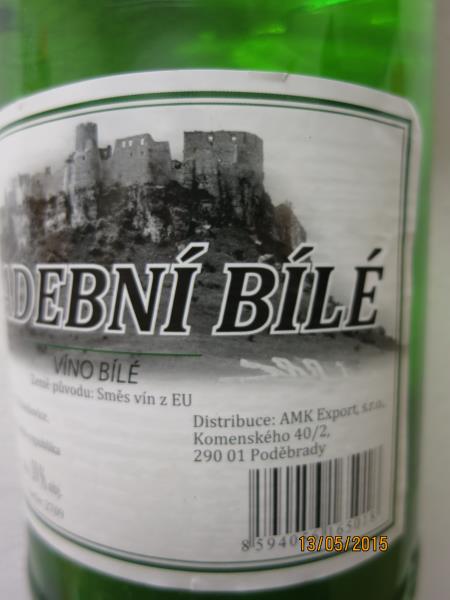 ADEBNÍ BÍLÉ
VÍNO BÍLÉ
Země původu: Směs vín z EU
Distribuce: AMK Export, s.r.o.,
Komenského 40/2,
290 01 Poděbrady
13/05/2015